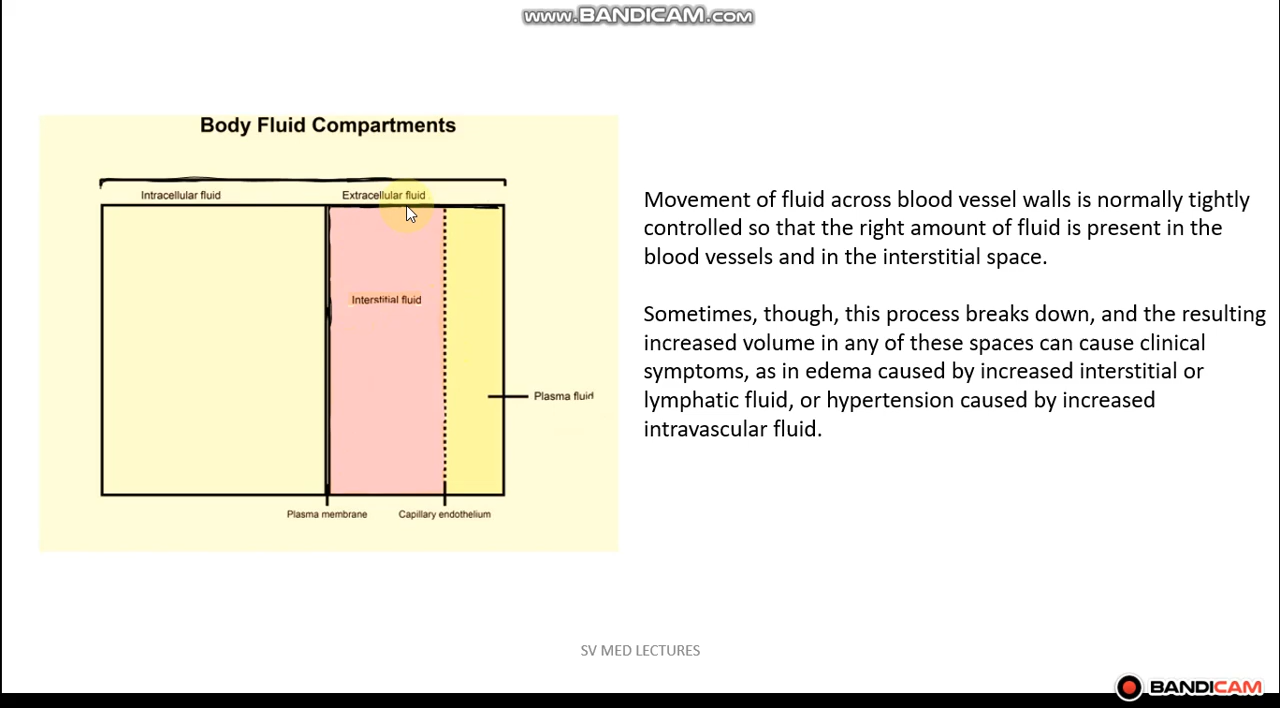 www.BANDICAM.COM
Body Fluid Compartments
Intracellular fluid
Extracellular fluid
Interstitial fluid
Plasma fluid
Plasma membrane
Capillary endothelium
Movement of fluid across blood vessel walls is normally tightly
controlled so that the right amount of fluid is present in the
blood vessels and in the interstitial space.
Sometimes, though, this process breaks down, and the resulting
increased volume in any of these spaces can cause clinical
symptoms, as in edema caused by increased interstitial or
lymphatic fluid, or hypertension caused by increased
intravascular fluid.
SV MED LECTURES
BANDICAM